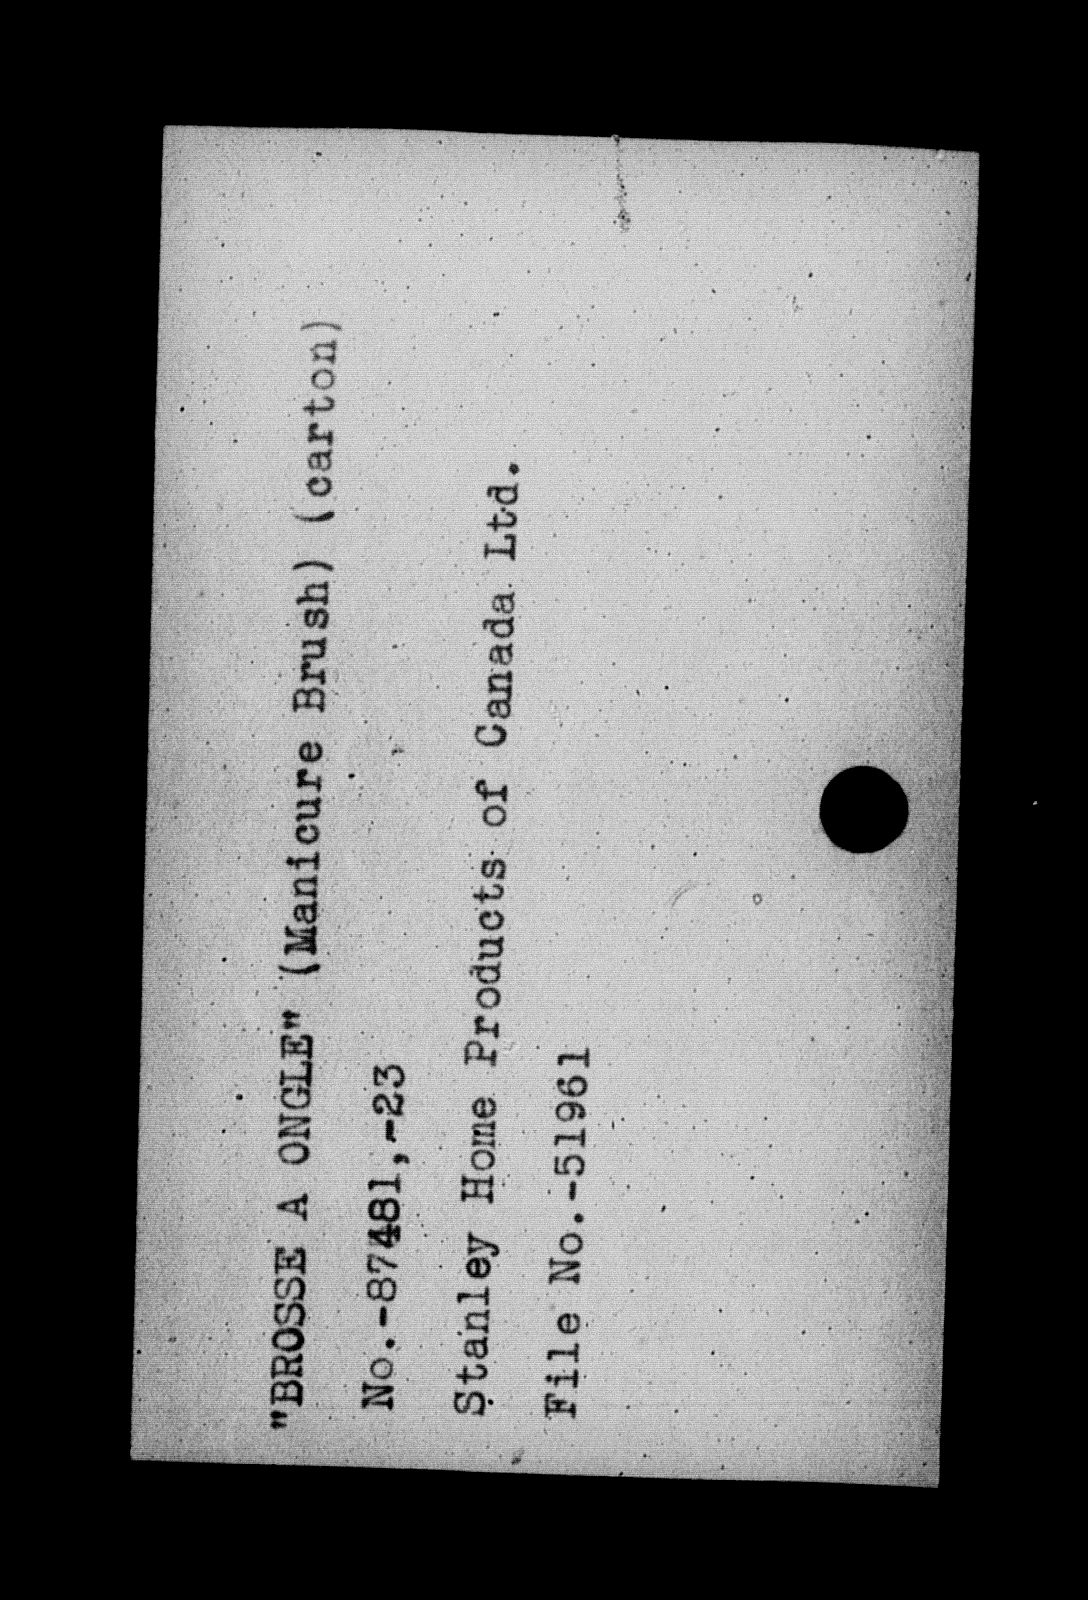 "BROSSE A ONGLE" (Manicure Brush) (carton)
No.-87481,-23
Stanley Home Products of Canada Ltd.
File No.-51961